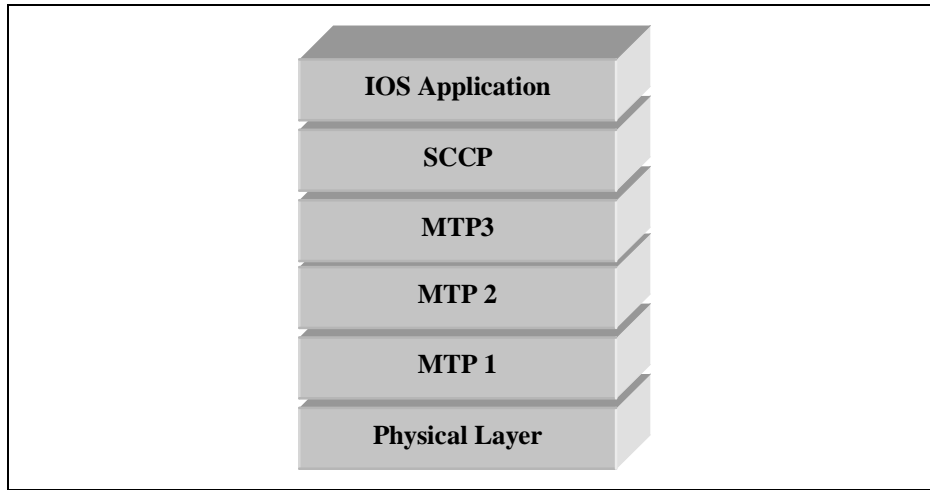 IOS Application
SCCP
MTP3
MTP 2
MTP 1
Physical Layer